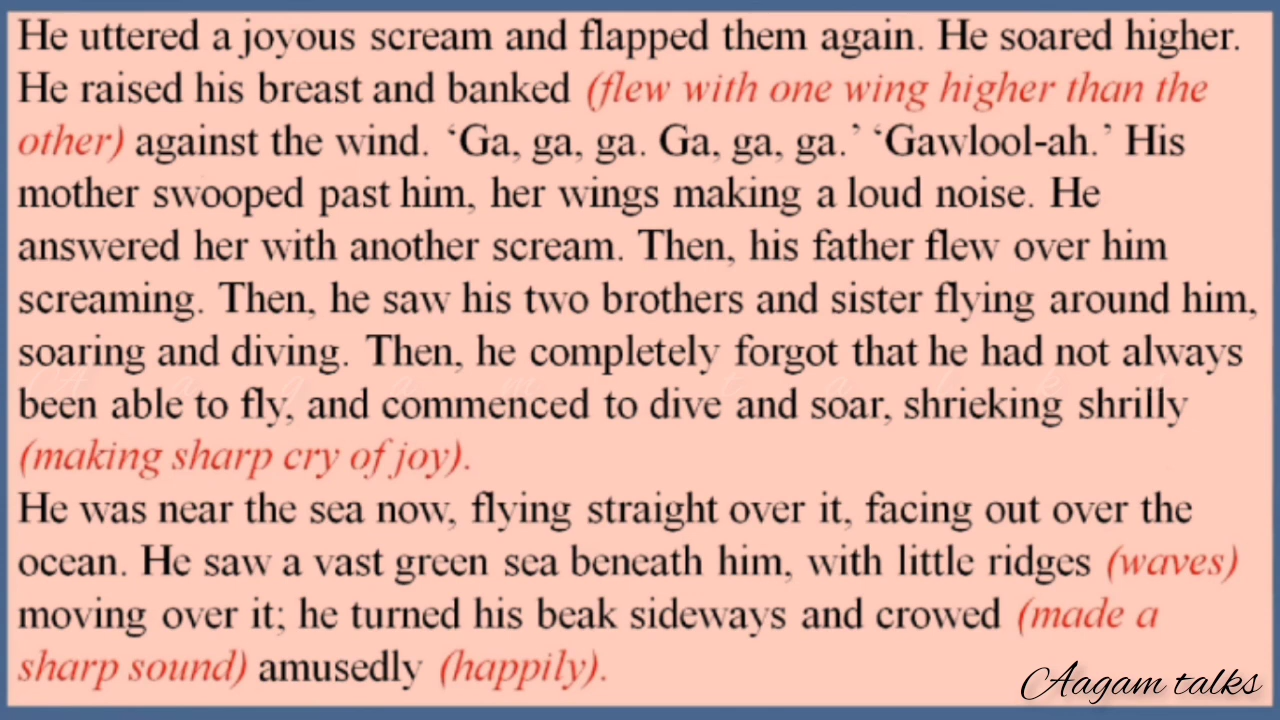 He uttered a joyous scream and flapped them again. He soared higher.
He raised his breast and banked (flew with one wing higher than the
other) against the wind. ‘Ga, ga, ga. Ga, ga, ga.’ ‘Gawlool-ah.’ His
mother swooped past him, her wings making a loud noise. He
answered her with another scream. Then, his father flew over him
screaming. Then, he saw his two brothers and sister flying around him,
soaring and diving. Then, he completely forgot that he had not always
been able to fly, and commenced to dive and soar, shrieking shrilly
(making sharp cry of joy).
He was near the sea now, flying straight over it, facing out over the
ocean. He saw a vast green sea beneath him, with little ridges (waves)
moving over it; he turned his beak sideways and crowed (made a
sharp sound) amusedly (happily).
Aagam talks